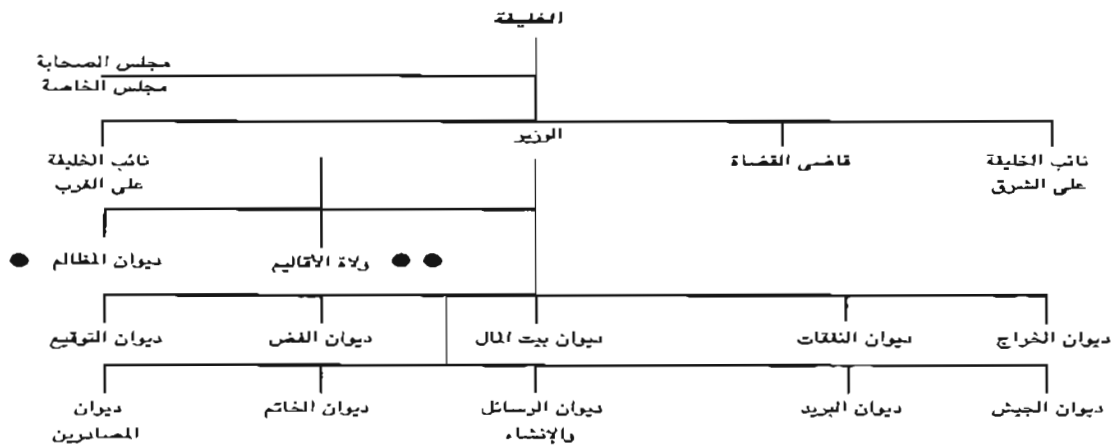 الخليفة
مجلس الصحابة
مجلس الخاصة
الوزير
نائب الخليفة
على الشرق
قاضى القضاة
نائب الخليفة
على الغرب
ولاة الأقاليم
ديوان المظالم
ديوان الخراج
ديوان النفقات
ديوان بيت المال
ديوان الفض
ديوان التوقيع
ديوان الجيش
ديوان البريد
ديوان الرسائل
والإنشاء
ديوان الخاتم
ديوان
المصادرين